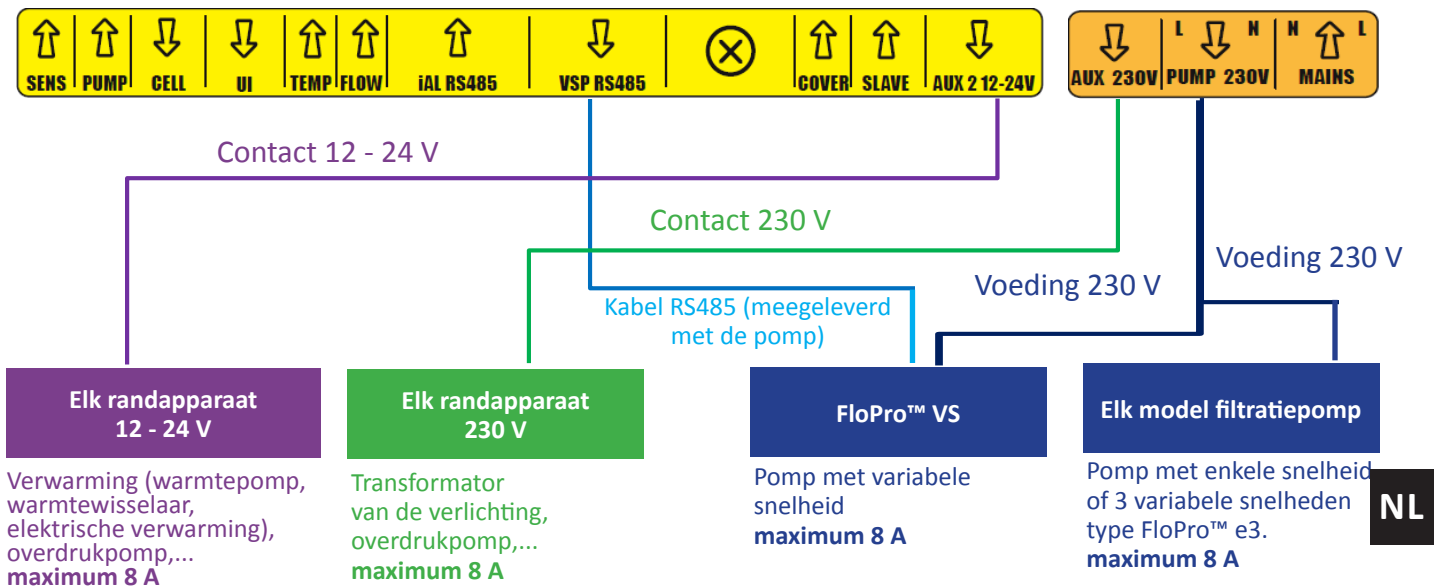 SENS PUMP CELL UI TEMP FLOW iAL RS485 VSP RS485 COVER SLAVE AUX 2 12-24V
L N N L
AUX 230V PUMP 230V MAINS
Contact 12 - 24 V
Contact 230 V
Voeding 230 V
Voeding 230 V
Kabel RS485 (meegeleverd
met de pomp)
Elk randapparaat
12 - 24 V
Verwarming (warmtepomp,
warmtewisselaar,
elektrische verwarming),
overdrukpomp,...
maximum 8 A
Elk randapparaat
230 V
Transformator
van de verlichting,
overdrukpomp,...
maximum 8 A
FloPro™ VS
Pomp met variabele
snelheid
maximum 8 A
Elk model filtratiepomp
Pomp met enkele snelheid
of 3 variabele snelheden
type FloPro™ e3.
maximum 8 A
NL